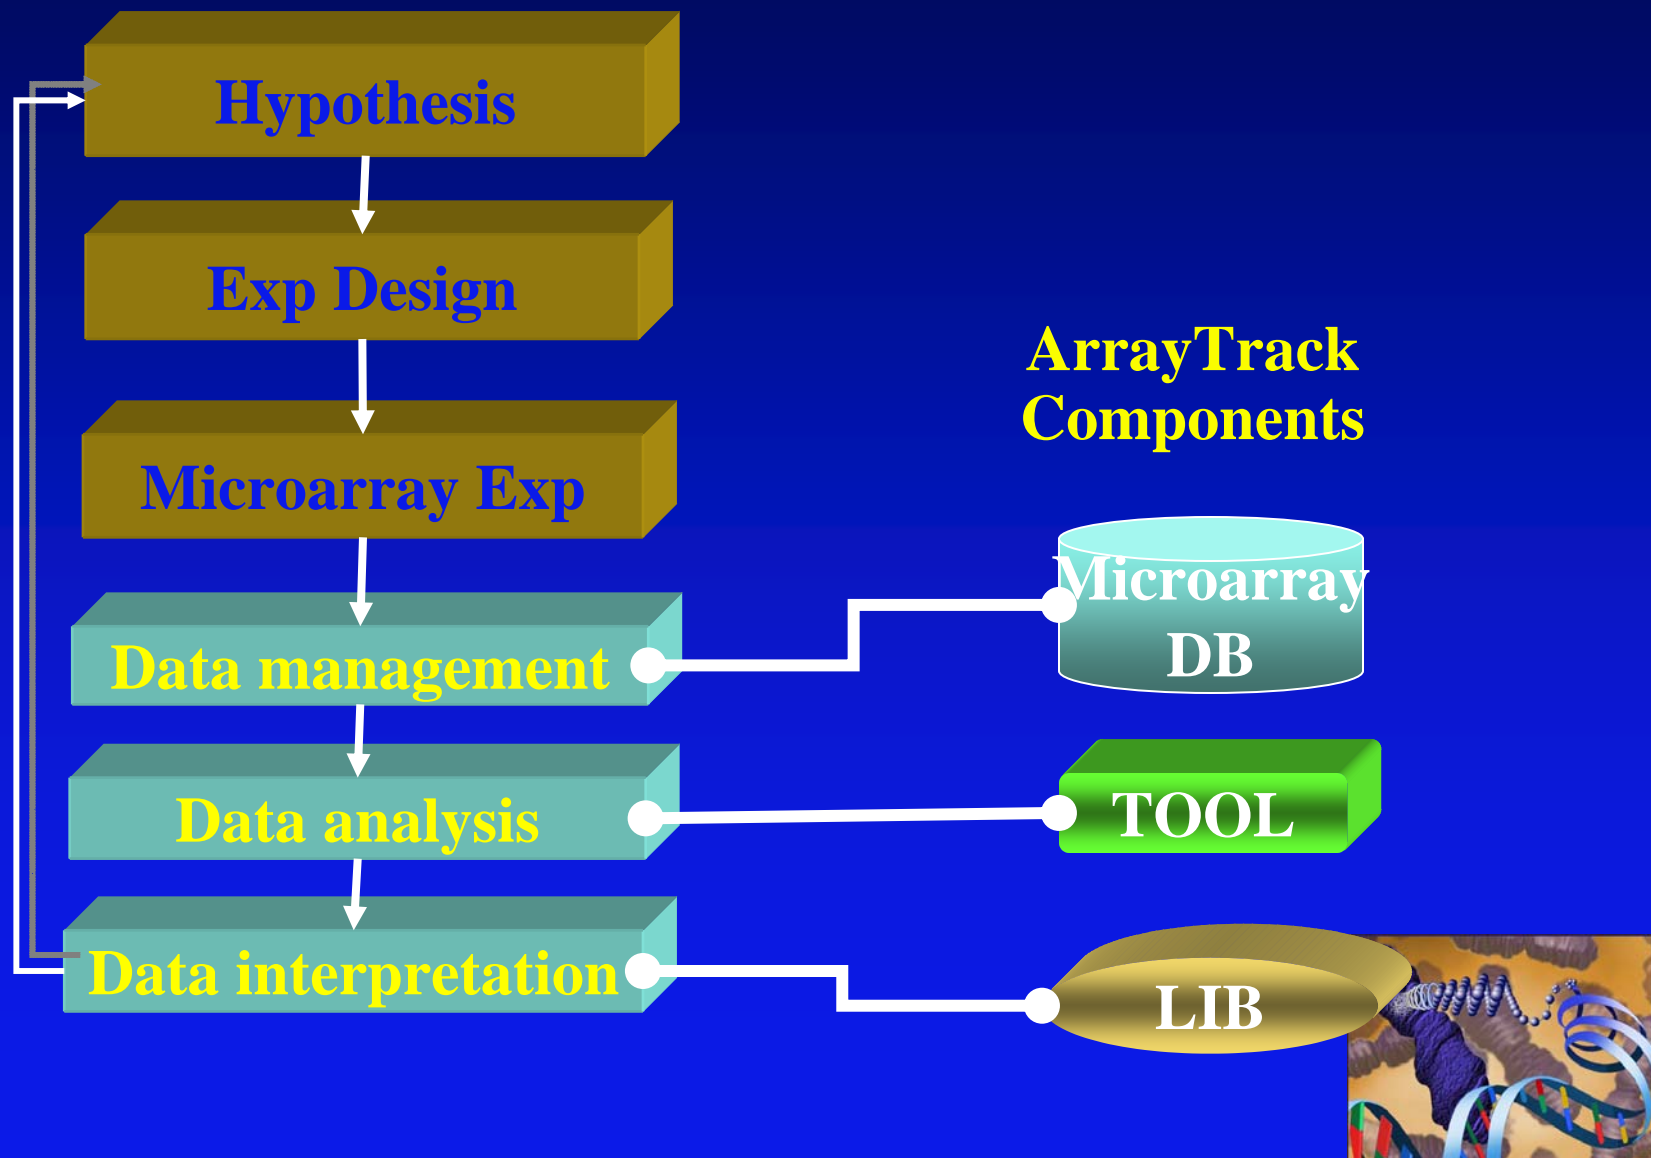 Hypothesis
Exp Design
Microarray Exp
Data management
Data analysis
Data interpretation
ArrayTrack
Components
Microarray
DB
TOOL
LIB